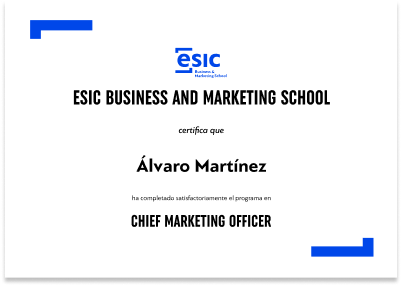 esic
Business &
Marketing School
ESIC BUSINESS AND MARKETING SCHOOL
certifica que
Álvaro Martínez
ha completado satisfactoriamente el programa en
CHIEF MARKETING OFFICER